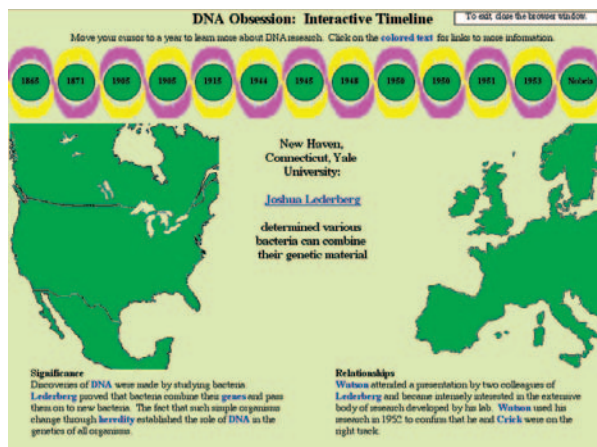 DNA Obsession: Interactive Timeline
To exit, close the browser window.
Move your cursor to a year to learn more about DNA research. Click on the colored text for links to more information.
1865 1871 1905 1905 1915 1944 1945 1948 1950 1950 1951 1953 Nobels
New Haven,
Connecticut, Yale
University:
Joshua Lederberg
determined various
bacteria can combine
their genetic material
Significance
Discoveries of DNA were made by studying bacteria.
Lederberg proved that bacteria combine their genes and pass
them on to new bacteria. The fact that such simple organisms
change through heredity established the role of DNA in the
genetics of all organisms.
Relationships
Watson attended a presentation by two colleagues of
Lederberg and became intensely interested in the extensive
body of research developed by his lab. Watson used his
research in 1952 to confirm that he and Crick were on the
right track.